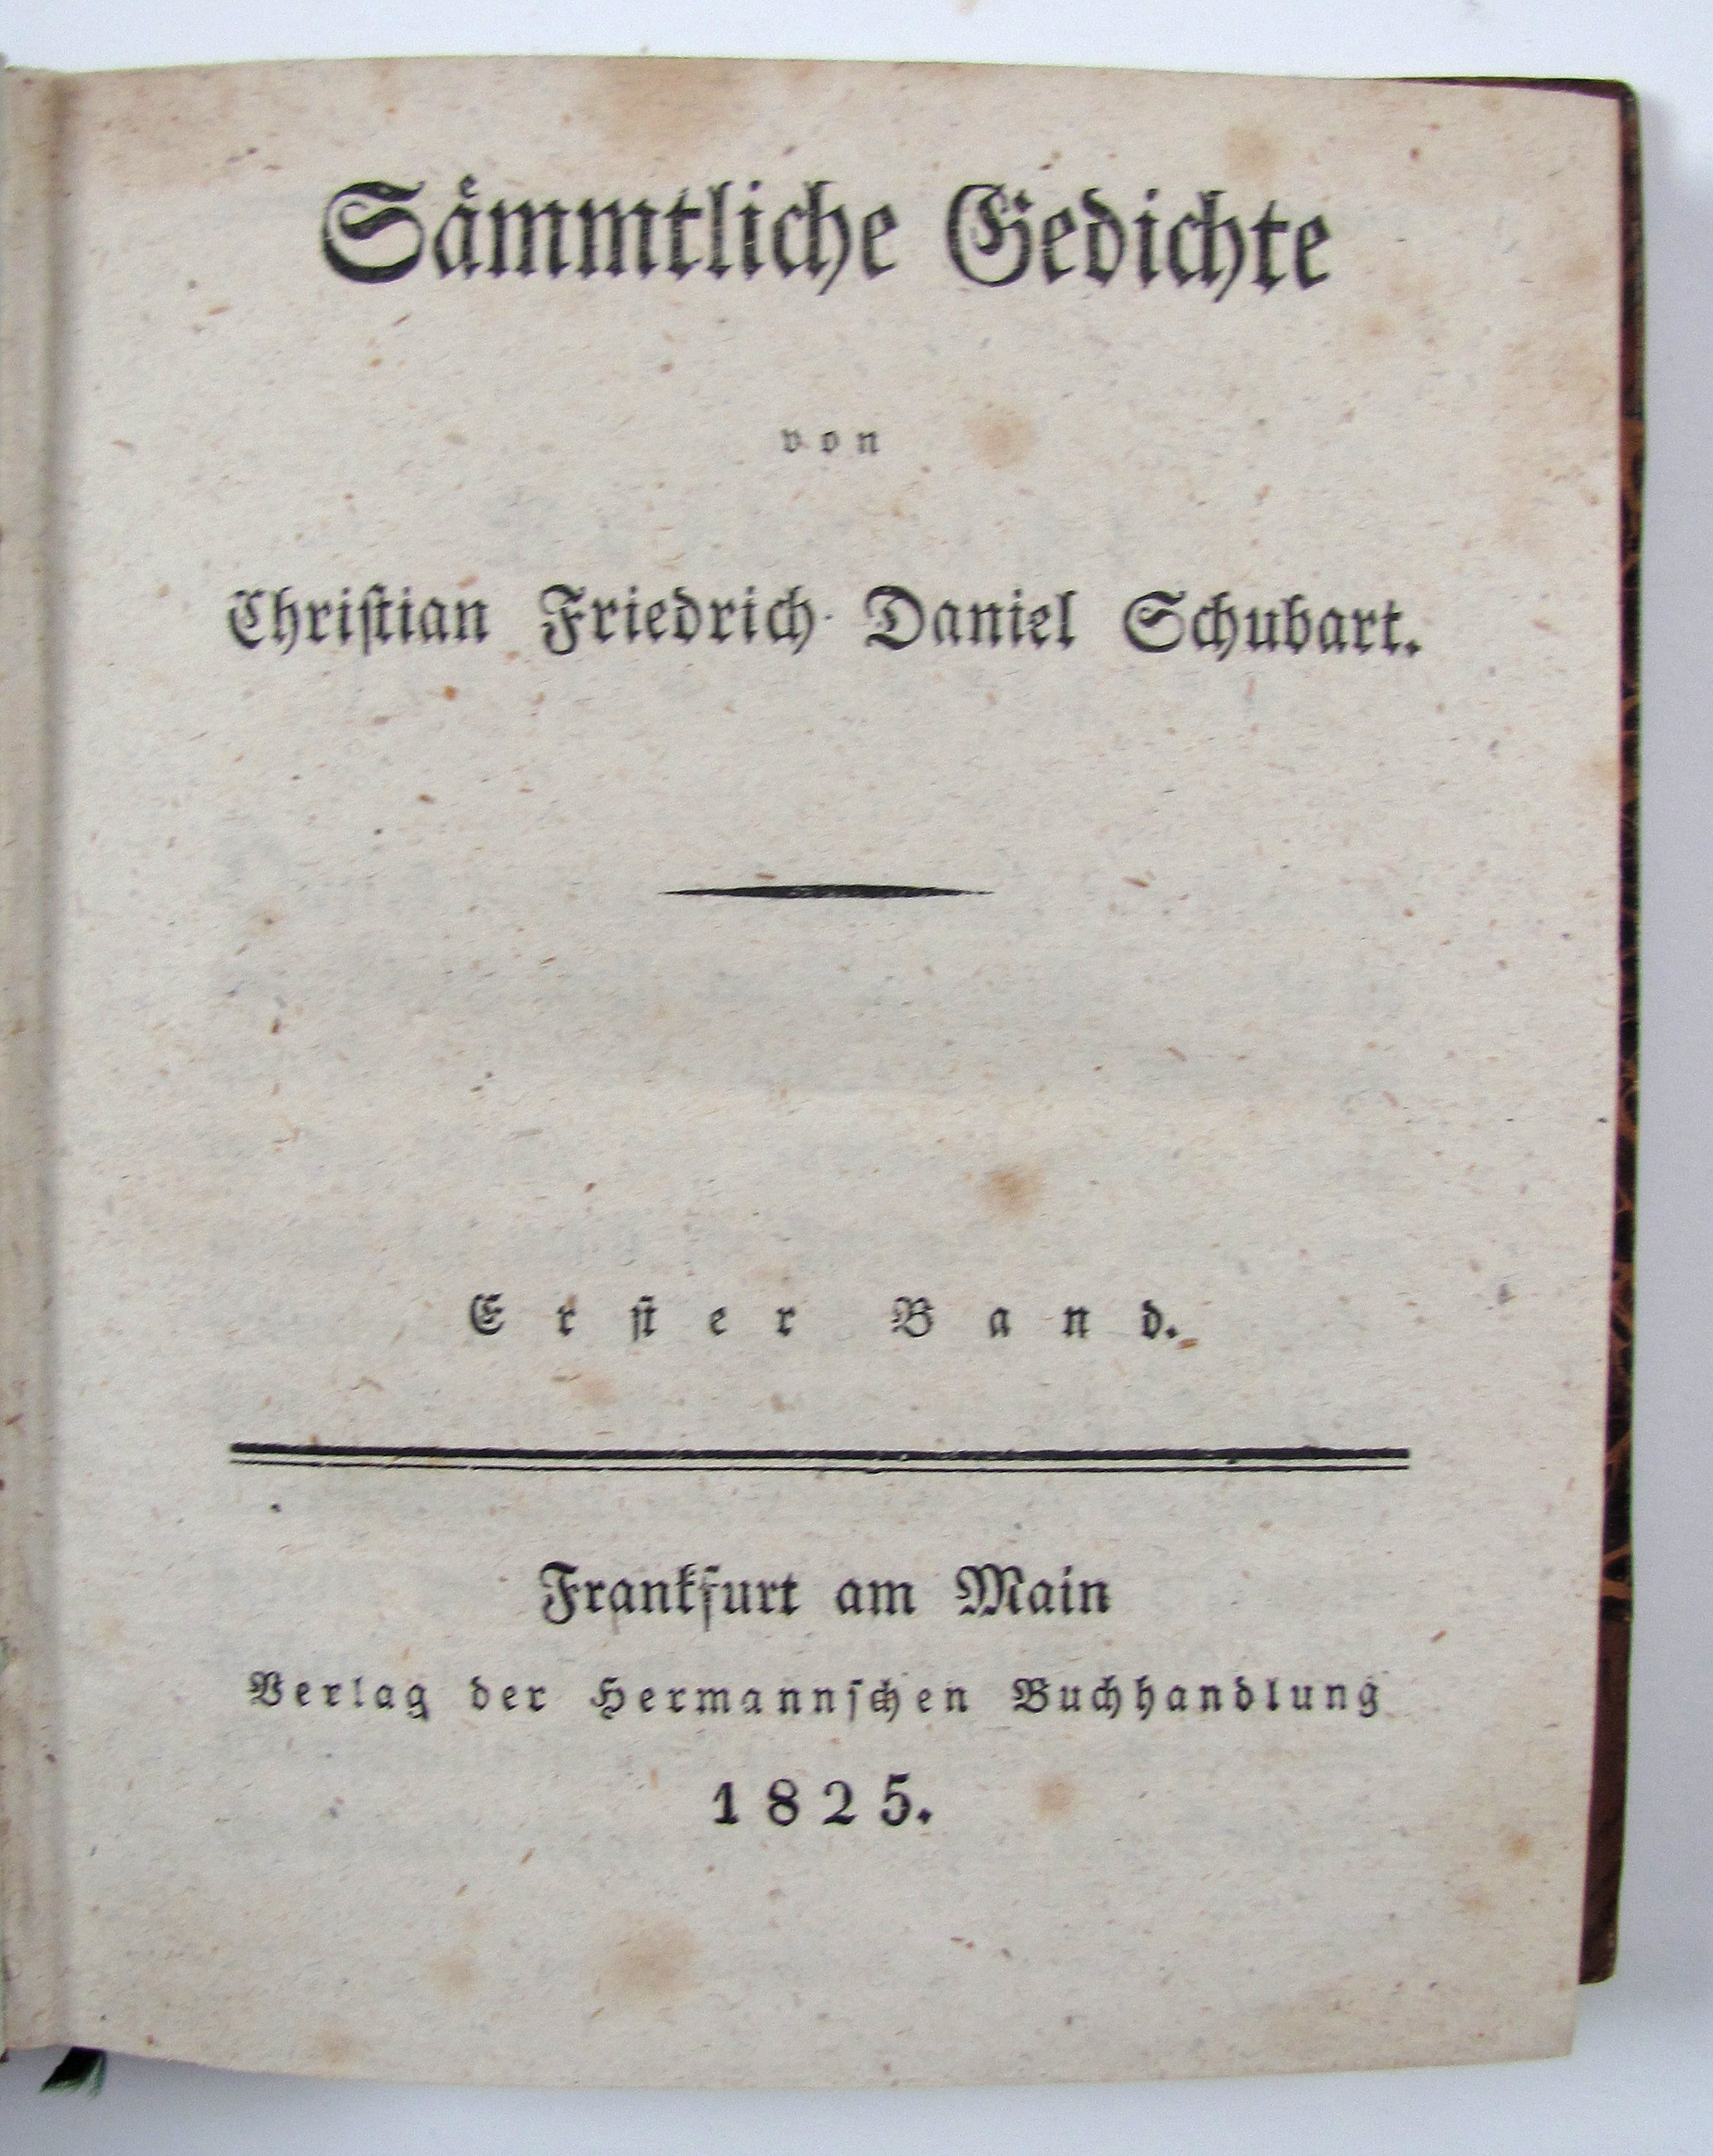 Sämmtliche Gedichte
von
Christian Friedrich Daniel Schubart.
Erster Band.
Frankfurt am Main
Verlag der Hermannschen Buchhandlung
1825.